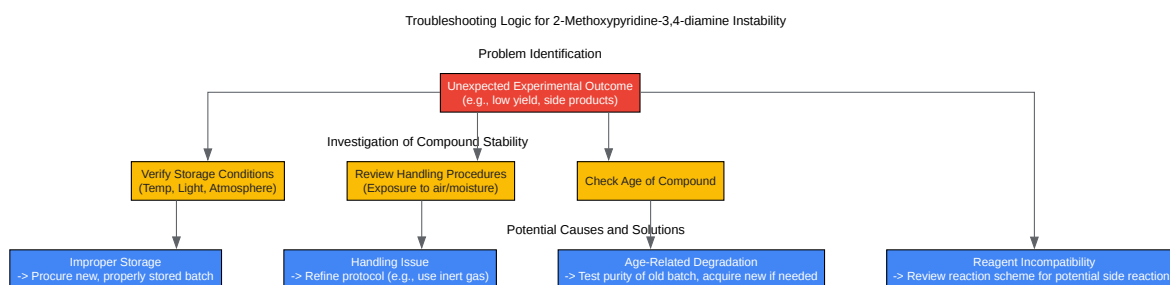 Troubleshooting Logic for 2-Methoxypyridine-3,4-diamine Instability
Problem Identification
Unexpected Experimental Outcome
(e.g., low yield, side products)
Investigation of Compound Stability
Verify Storage Conditions
(Temp, Light, Atmosphere)
Review Handling Procedures
(Exposure to air/moisture)
Check Age of Compound
Potential Causes and Solutions
Improper Storage
-> Procure new, properly stored batch
Handling Issue
-> Refine protocol (e.g., use inert gas)
Age-Related Degradation
-> Test purity of old batch, acquire new if needed
Reagent Incompatibility
-> Review reaction scheme for potential side reaction